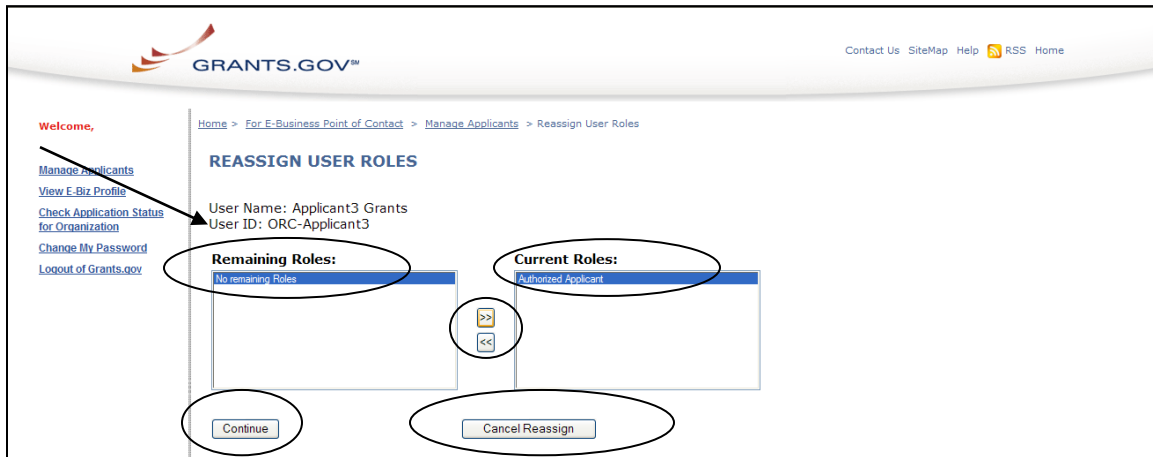 GRANTS.GOV℠
Contact Us SiteMap Help RSS Home
Welcome,
Manage Applicants
View E-Biz Profile
Check Application Status
for Organization
Change My Password
Logout of Grants.gov
Home > For E-Business Point of Contact > Manage Applicants > Reassign User Roles
REASSIGN USER ROLES
User Name: Applicant3 Grants
User ID: ORC-Applicant3
Remaining Roles:
No remaining Roles
>>
<<
Current Roles:
Authorized Applicant
Continue
Cancel Reassign